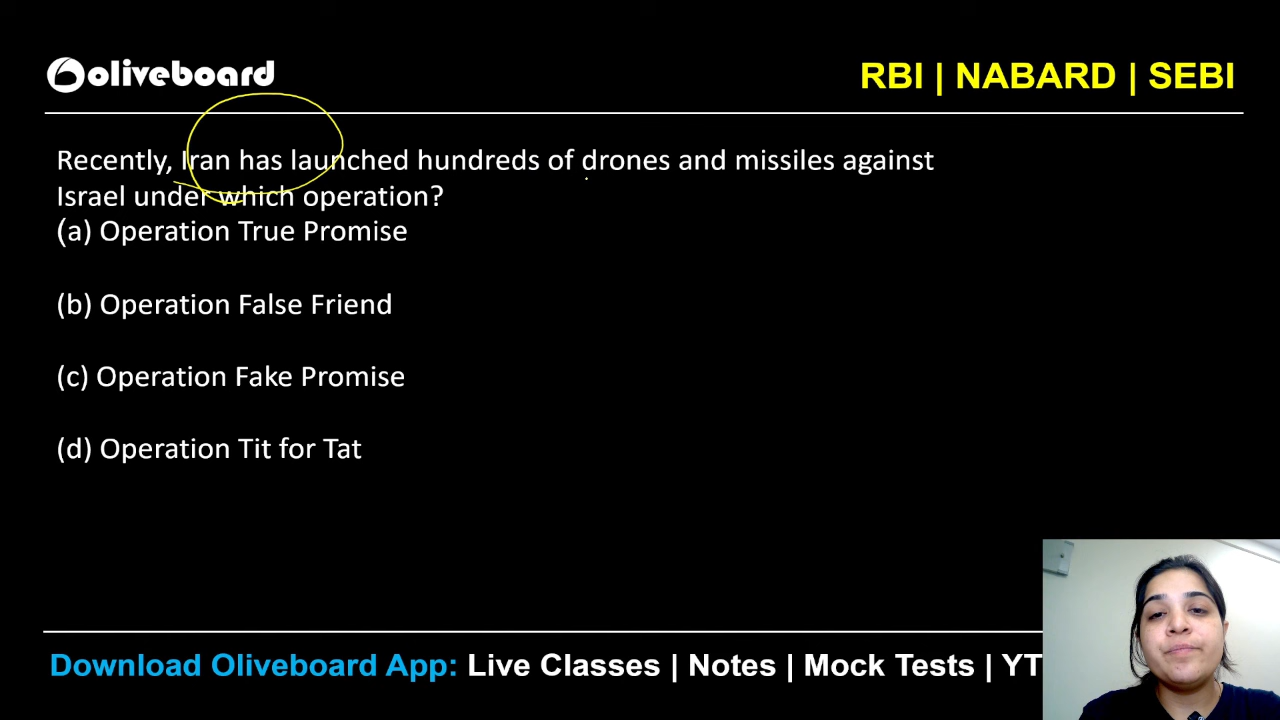 oliveboard
RBI | NABARD | SEBI
Recently, Iran has launched hundreds of drones and missiles against
Israel under which operation?
(a) Operation True Promise
(b) Operation False Friend
(c) Operation Fake Promise
(d) Operation Tit for Tat
Download Oliveboard App: Live Classes | Notes | Mock Tests | YT